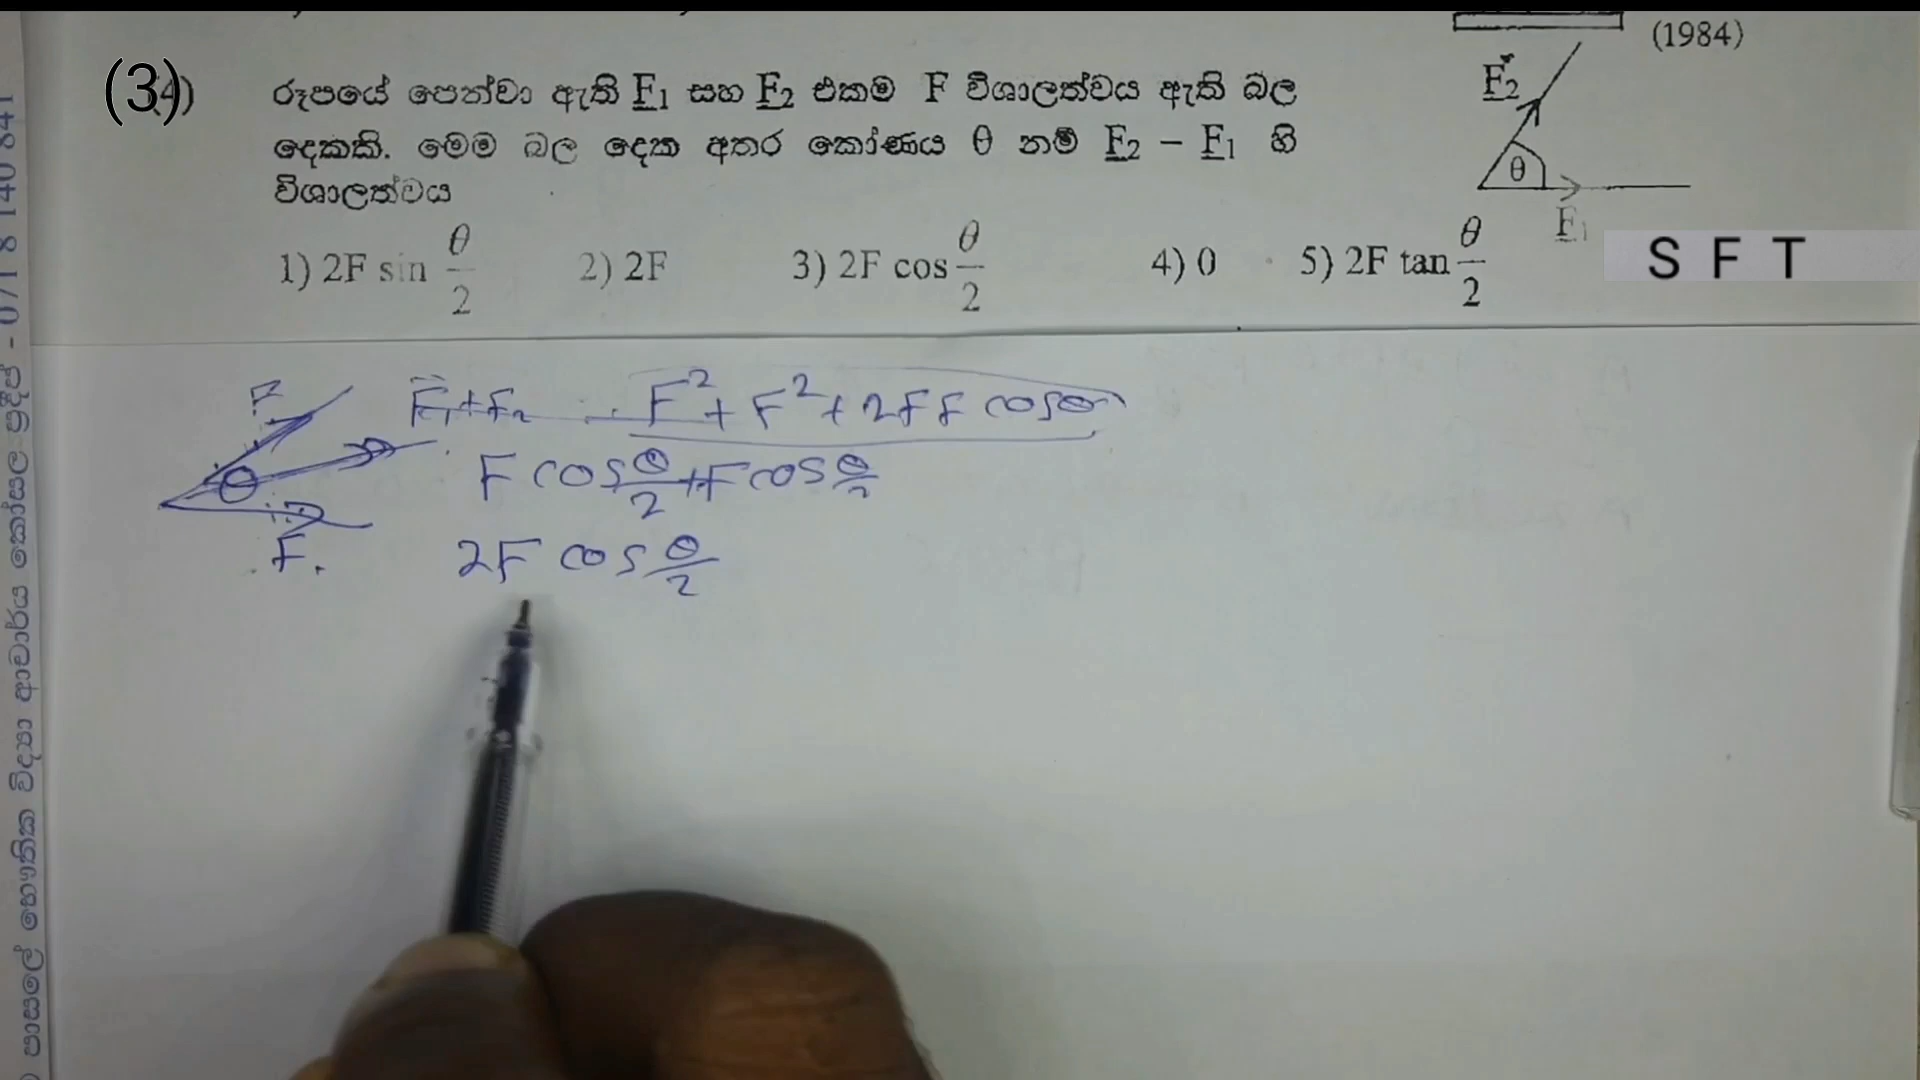 (1984)
(3)
4)
රූපයේ පෙන්වා ඇති F1 සහ F2 එකම F විශාලත්වය ඇති බල
දෙකකි. මෙම බල දෙක අතර කෝණය θ නම් F2 − F1 හි
විශාලත්වය
F2
θ
F1
1) 2F sin θ/2 2) 2F 3) 2F cos θ/2 4) 0 5) 2F tan θ/2
S F T
F F1+F2 F²+F²+2FF cosθ
θ F cos θ/2 + F cos θ/2
F. 2F cos θ/2